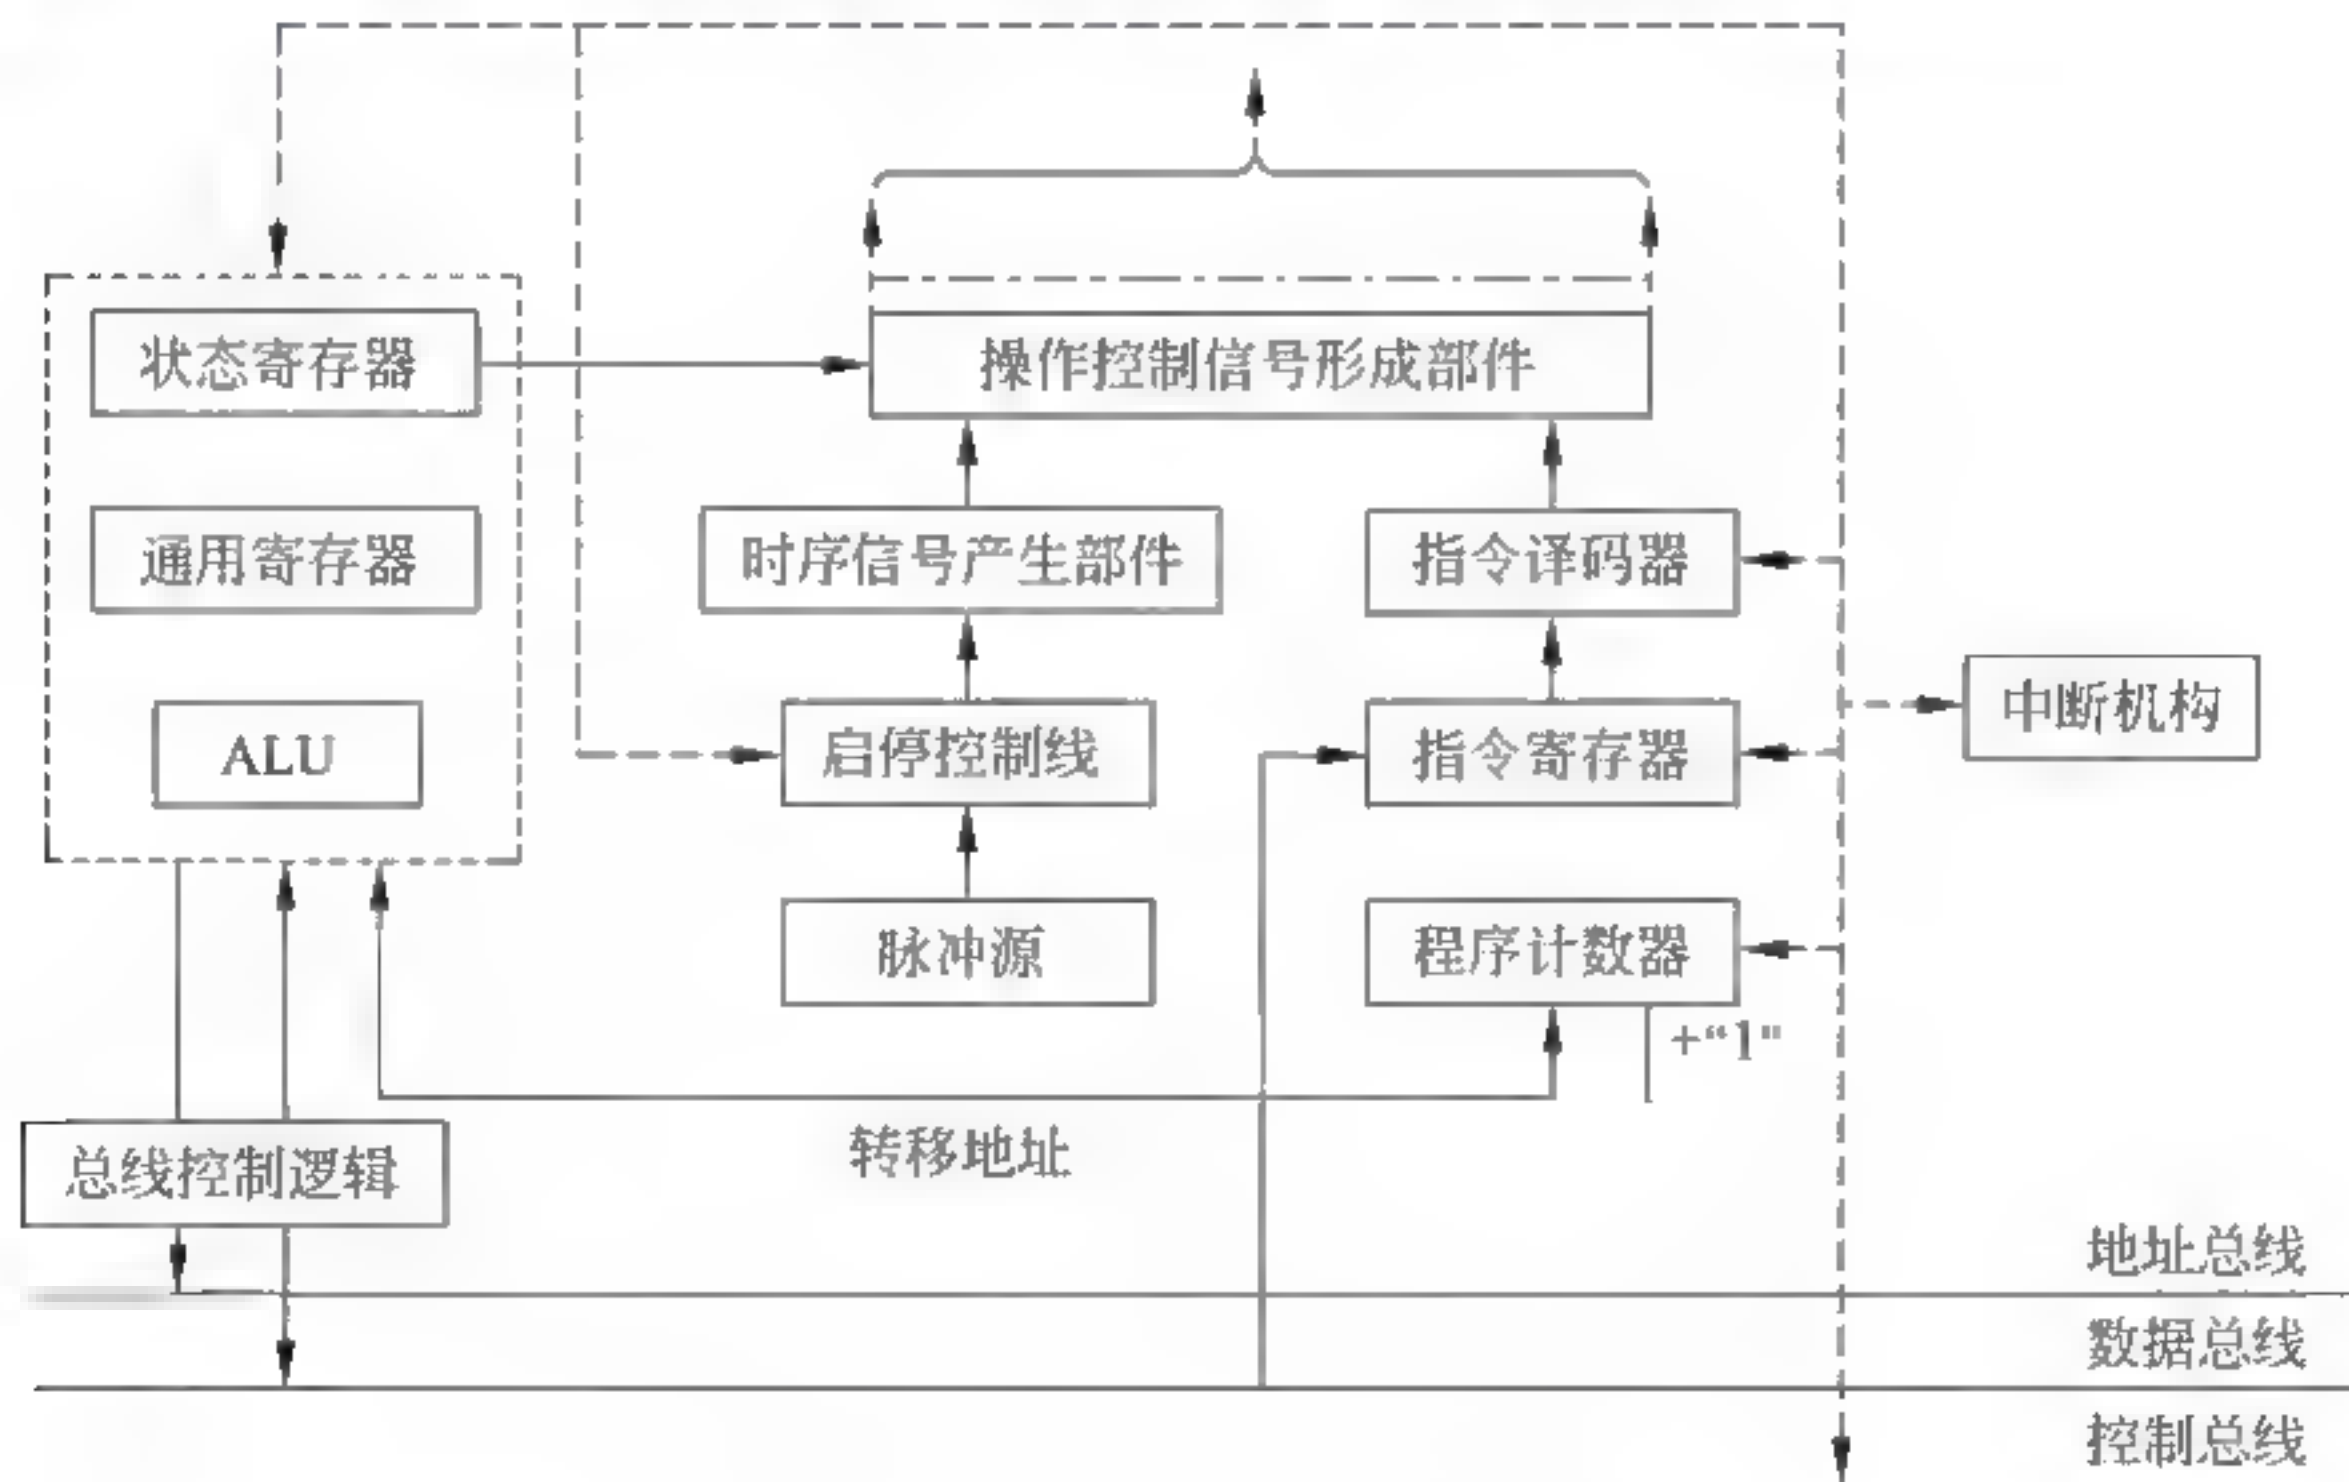 状态寄存器
操作控制信号形成部件
通用寄存器
时序信号产生部件
指令译码器
中断机构
ALU
启停控制线
指令寄存器
脉冲源
程序计数器
+“1"
转移地址
总线控制逻辑
地址总线
数据总线
控制总线